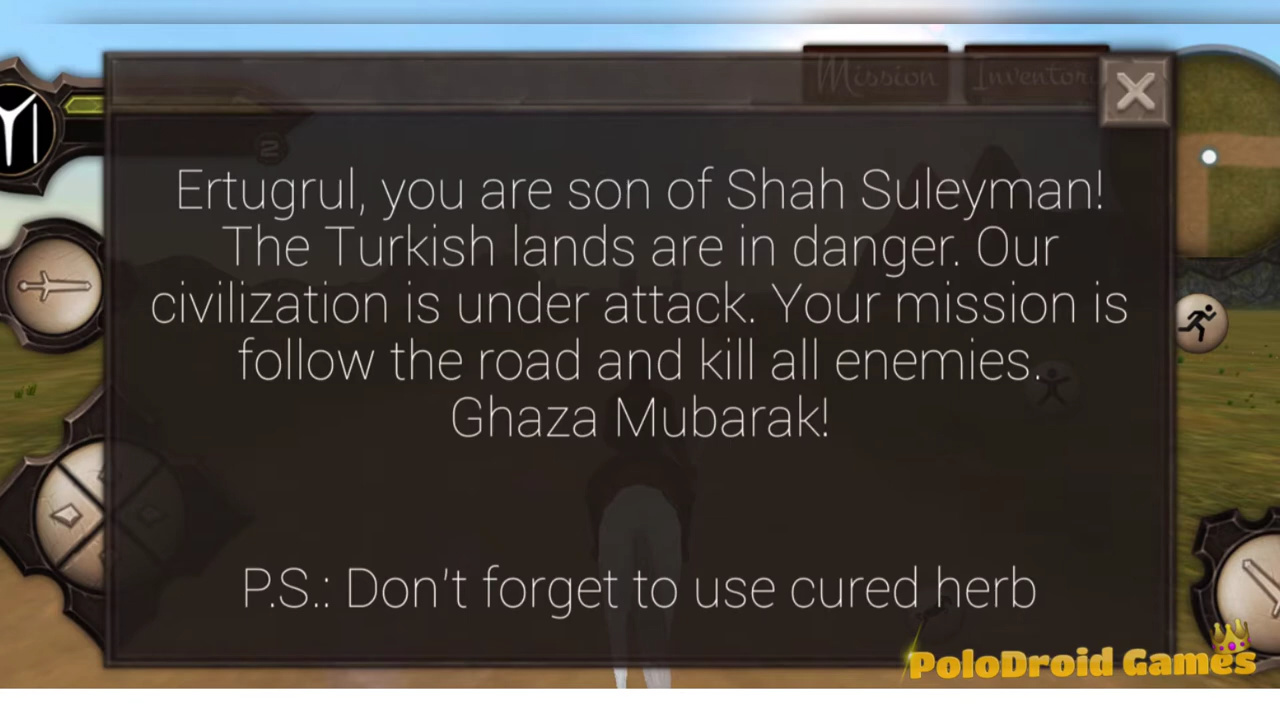 Mission
Inventory
2
Ertugrul, you are son of Shah Suleyman!
The Turkish lands are in danger. Our
civilization is under attack. Your mission is
follow the road and kill all enemies.
Ghaza Mubarak!
P.S.: Don't forget to use cured herb
PoloDroid Games